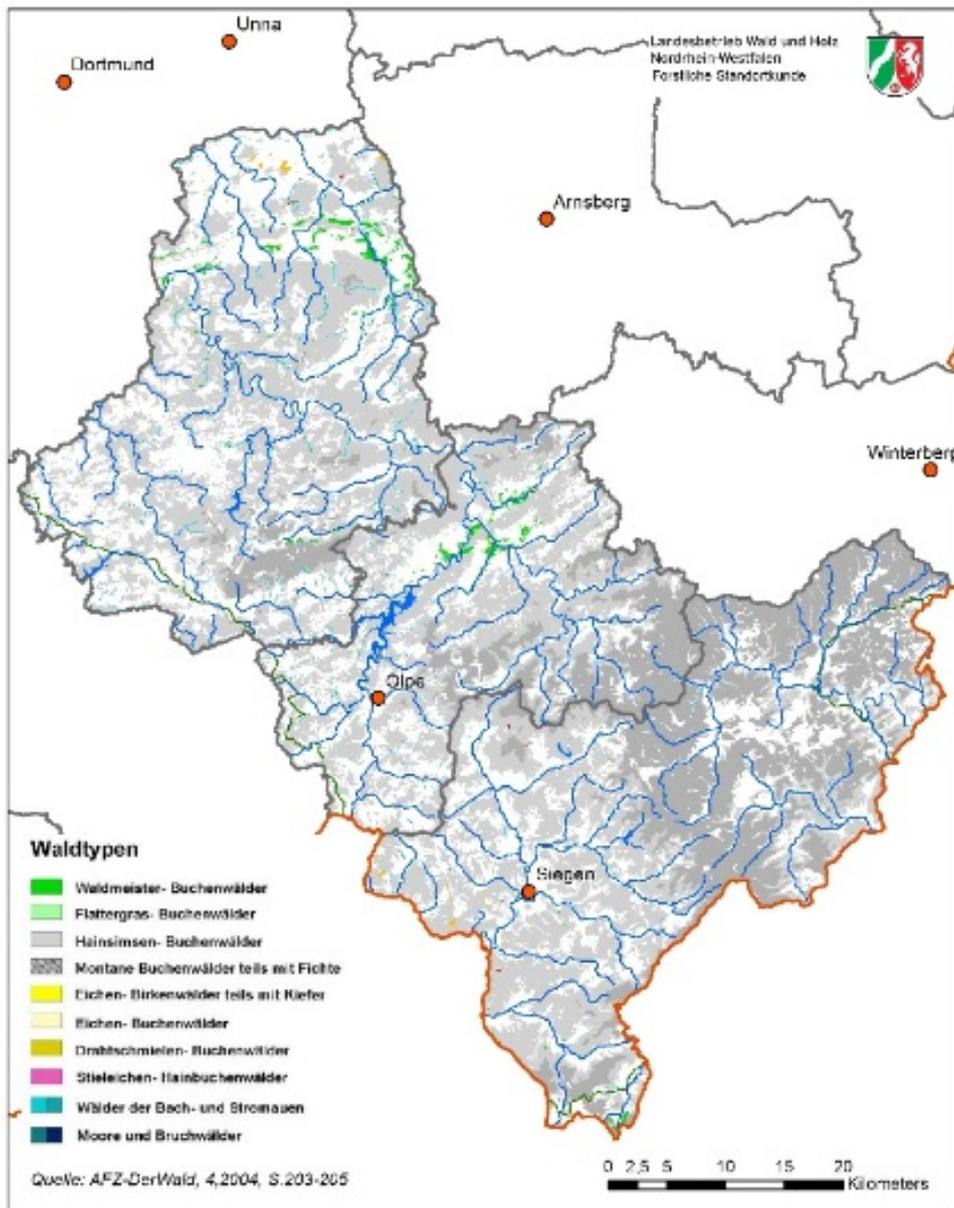 Unna
Dortmund
Landesbetrieb Wald und Holz
Nordrhein-Westfalen
Forstliche Standortkunde
Arnsberg
Winterberg
Olpe
Siegen
Waldtypen
Waldmeister- Buchenwälder
Flattergras- Buchenwälder
Hainsimsen- Buchenwälder
Montane Buchenwälder teils mit Fichte
Eichen- Birkenwälder teils mit Kiefer
Eichen- Buchenwälder
Drahtschmielen- Buchenwälder
Stieleichen- Hainbuchenwälder
Wälder der Bach- und Stromauen
Moore und Bruchwälder
Quelle: AFZ-DerWald, 4,2004, S.203-205
0 2,5 5 10 15 20
Kilometers